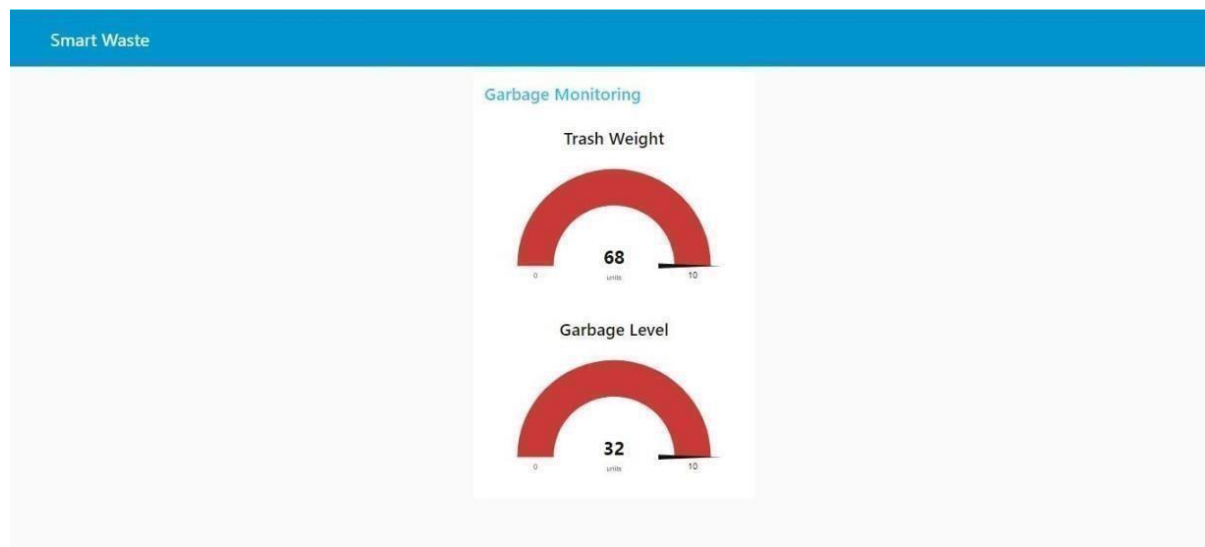 Smart Waste
Garbage Monitoring
Trash Weight
68
units
0
10
Garbage Level
32
units
0
10